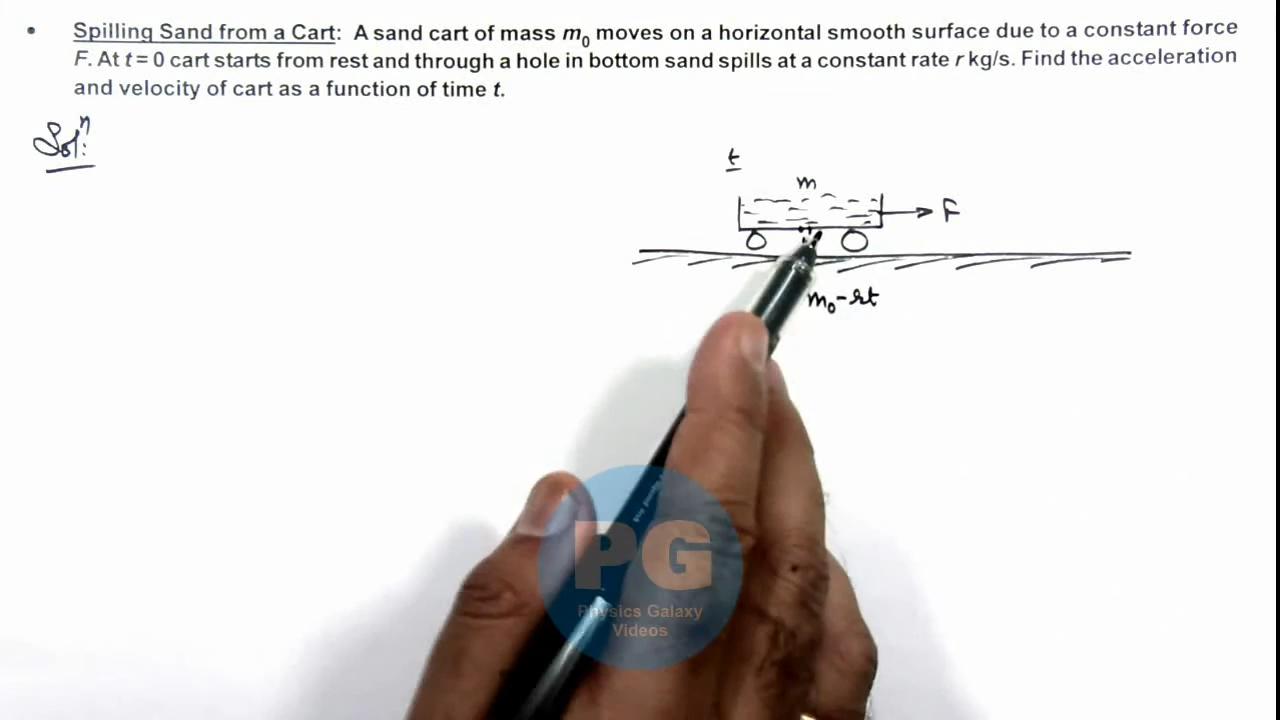 • Spilling Sand from a Cart: A sand cart of mass m₀ moves on a horizontal smooth surface due to a constant force
F. At t = 0 cart starts from rest and through a hole in bottom sand spills at a constant rate r kg/s. Find the acceleration
and velocity of cart as a function of time t.
Solⁿ:
t
m
F
m₀-rt
PG
Physics Galaxy
Videos